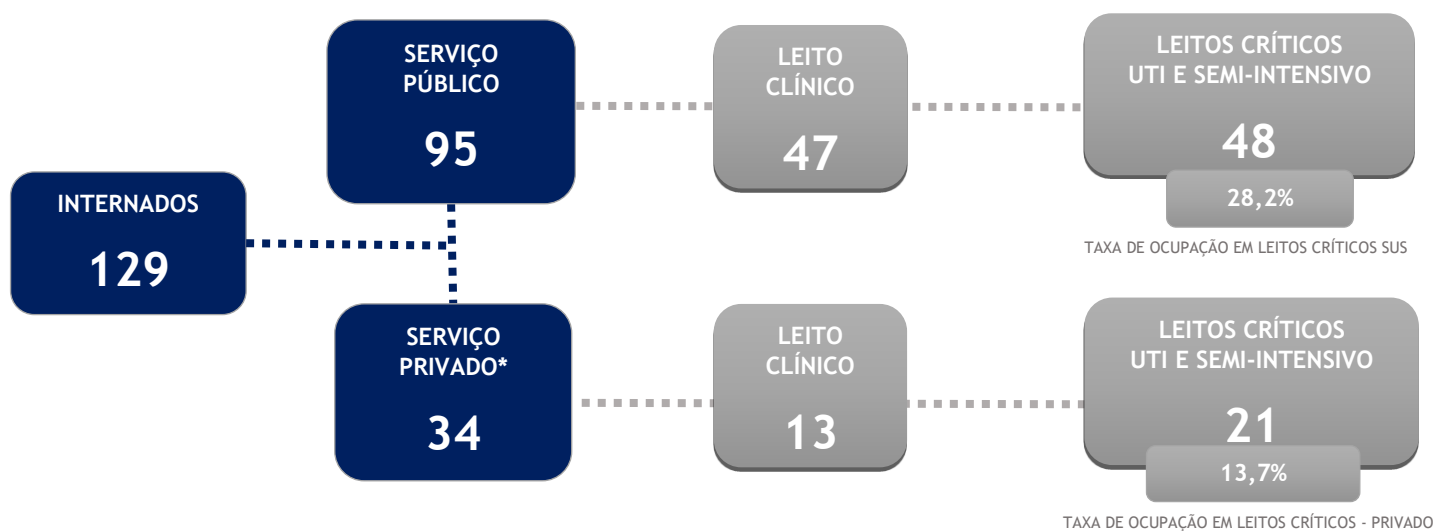 INTERNADOS
129
SERVIÇO
PÚBLICO
95
LEITO
CLÍNICO
47
LEITOS CRÍTICOS
UTI E SEMI-INTENSIVO
48
28,2%
TAXA DE OCUPAÇÃO EM LEITOS CRÍTICOS SUS
SERVIÇO
PRIVADO*
34
LEITO
CLÍNICO
13
LEITOS CRÍTICOS
UTI E SEMI-INTENSIVO
21
13,7%
TAXA DE OCUPAÇÃO EM LEITOS CRÍTICOS - PRIVADO